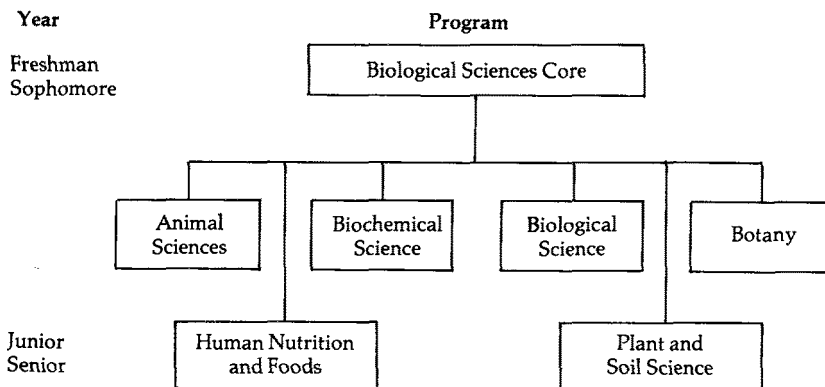 Year Program
Freshman
Sophomore
Biological Sciences Core
Animal
Sciences
Biochemical
Science
Biological
Science
Botany
Junior
Senior
Human Nutrition
and Foods
Plant and
Soil Science